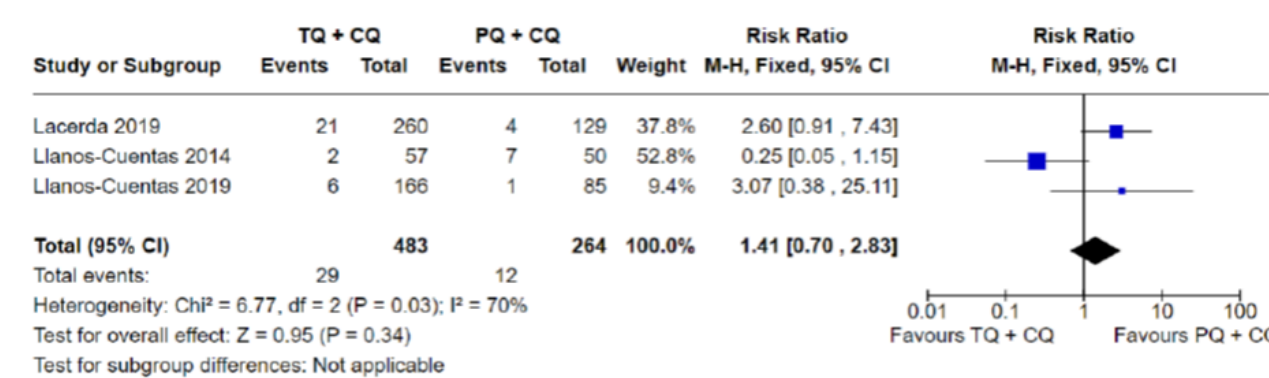 TQ + CQ PQ + CQ Risk Ratio Risk Ratio
Study or Subgroup Events Total Events Total Weight M-H, Fixed, 95% CI M-H, Fixed, 95% CI
Lacerda 2019 21 260 4 129 37.8% 2.60 [0.91 , 7.43]
Llanos-Cuentas 2014 2 57 7 50 52.8% 0.25 [0.05 , 1.15]
Llanos-Cuentas 2019 6 166 1 85 9.4% 3.07 [0.38 , 25.11]
Total (95% CI) 483 264 100.0% 1.41 [0.70 , 2.83]
Total events: 29 12
Heterogeneity: Chi² = 6.77, df = 2 (P = 0.03); I² = 70%
0.01 0.1 1 10 100
Test for overall effect: Z = 0.95 (P = 0.34)
Favours TQ + CQ Favours PQ + CQ
Test for subgroup differences: Not applicable